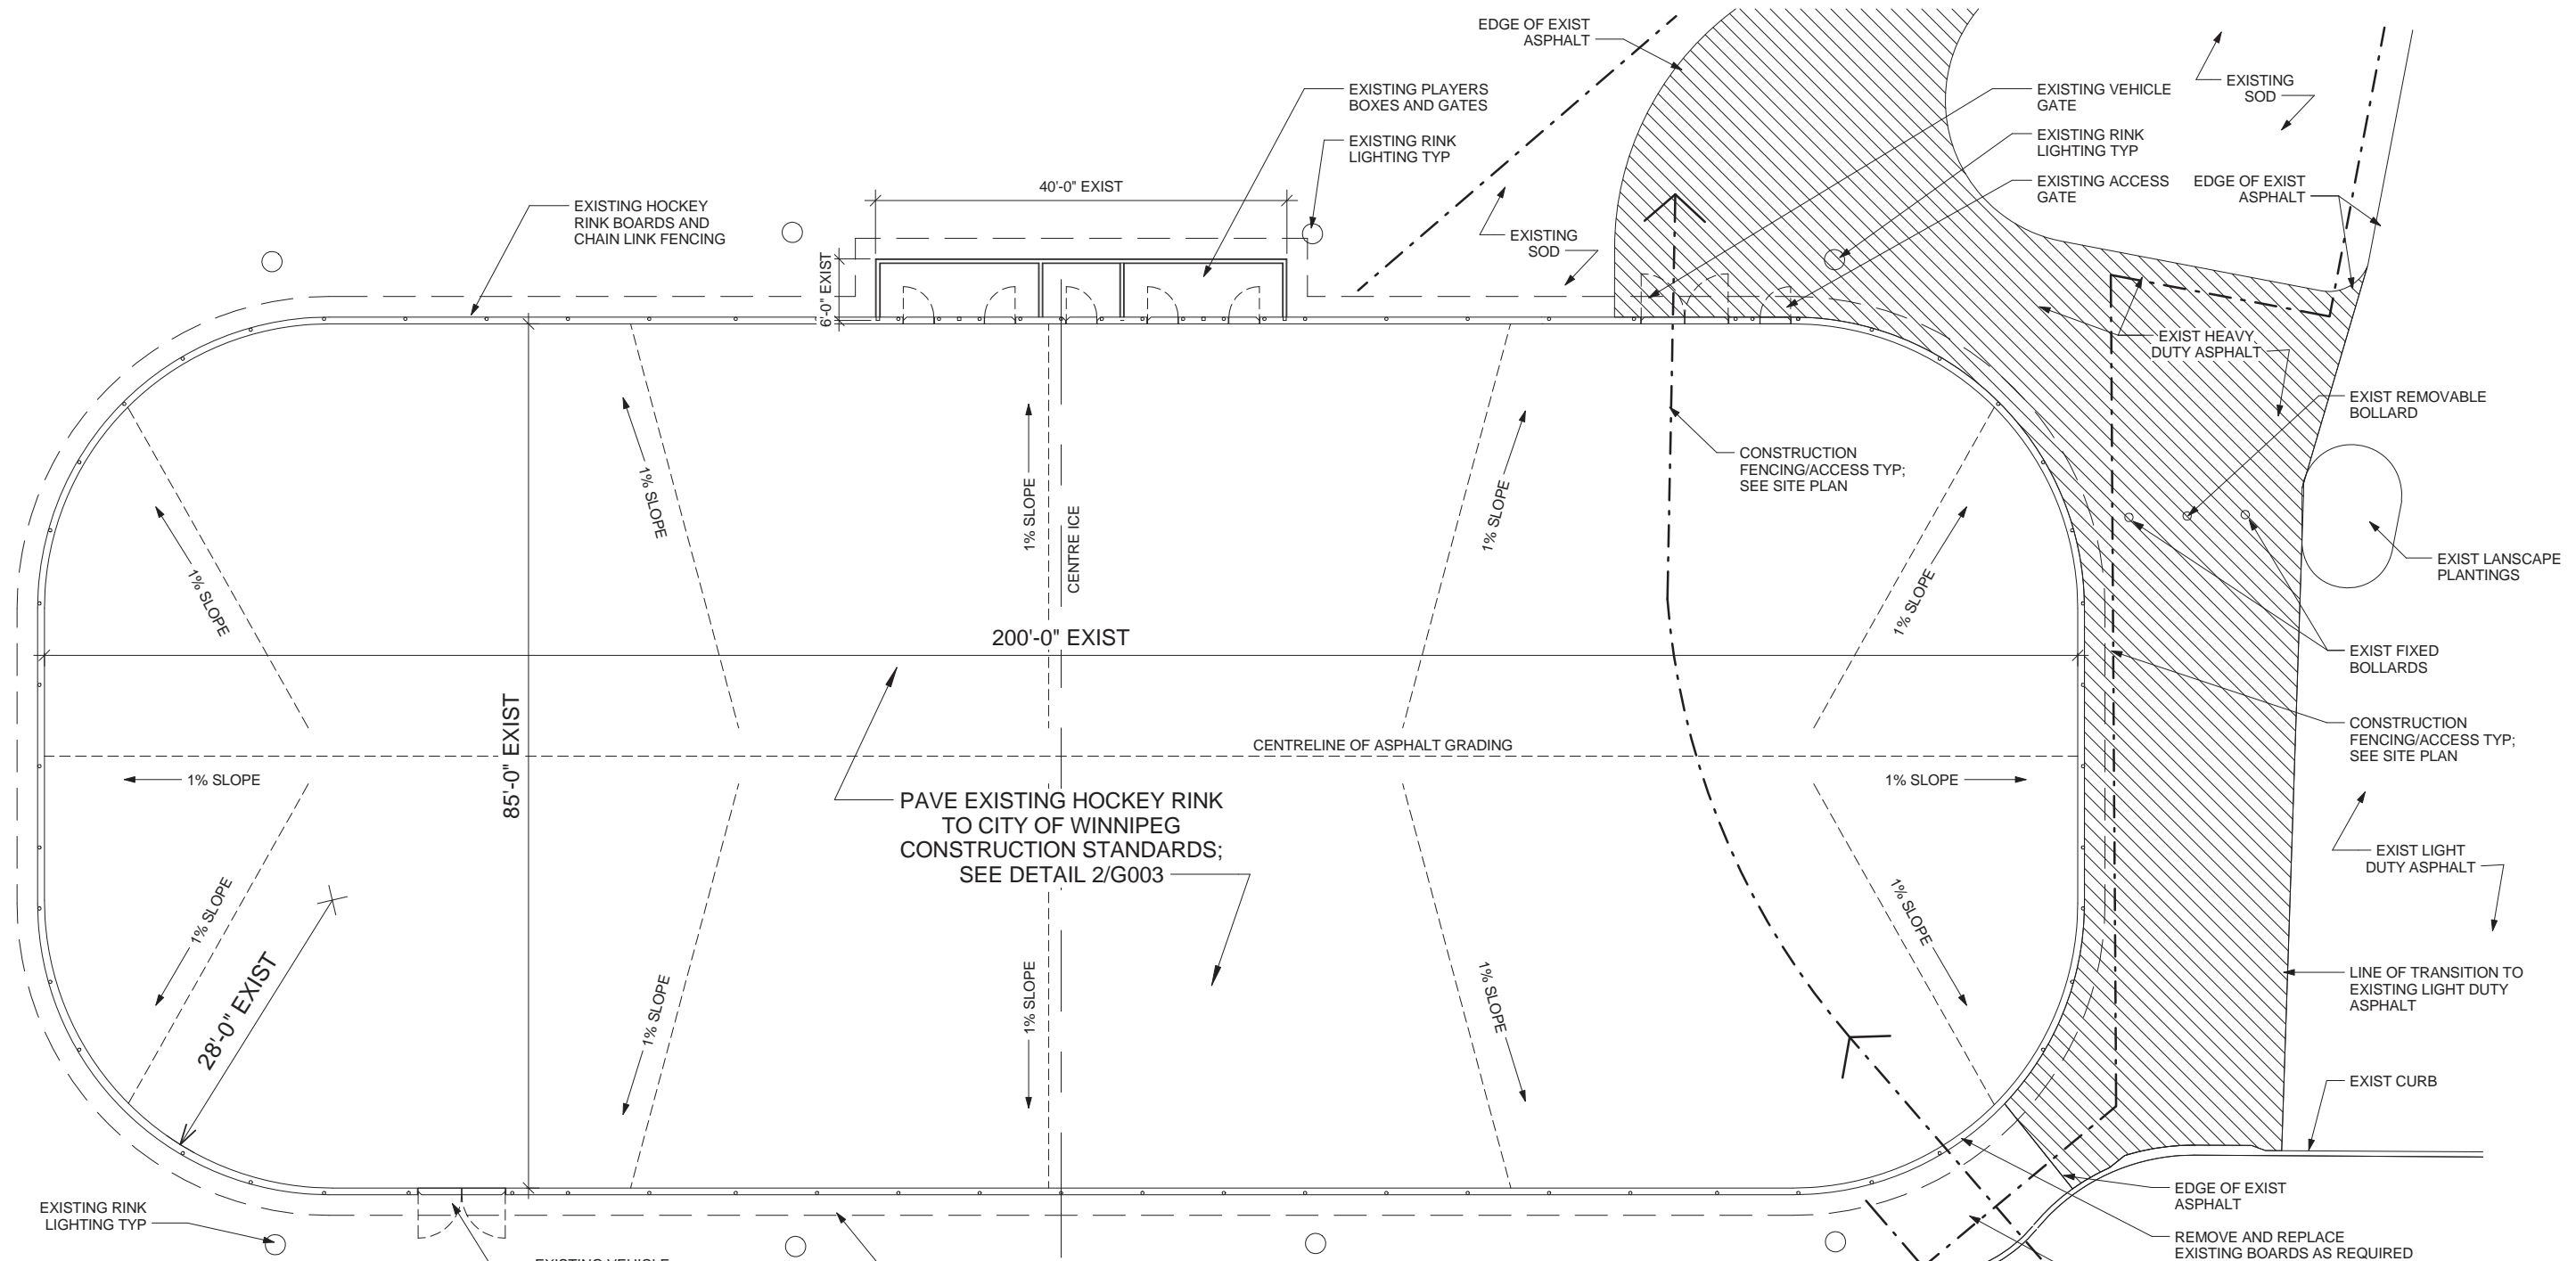 EDGE OF EXIST
ASPHALT
EXISTING PLAYERS
BOXES AND GATES
EXISTING RINK
LIGHTING TYP
EXISTING VEHICLE
GATE
EXISTING RINK
LIGHTING TYP
EXISTING ACCESS
GATE
EXISTING
SOD
EDGE OF EXIST
ASPHALT
EXISTING HOCKEY
RINK BOARDS AND
CHAIN LINK FENCING
40'-0" EXIST
6'-0" EXIST
EXISTING
SOD
EXIST HEAVY
DUTY ASPHALT
EXIST REMOVABLE
BOLLARD
CONSTRUCTION
FENCING/ACCESS TYP;
SEE SITE PLAN
1% SLOPE
1% SLOPE
1% SLOPE
1% SLOPE
1% SLOPE
CENTRE ICE
EXIST LANSCAPE
PLANTINGS
200'-0" EXIST
EXIST FIXED
BOLLARDS
85'-0" EXIST
CENTRELINE OF ASPHALT GRADING
CONSTRUCTION
FENCING/ACCESS TYP;
SEE SITE PLAN
1% SLOPE
1% SLOPE
PAVE EXISTING HOCKEY RINK
TO CITY OF WINNIPEG
CONSTRUCTION STANDARDS;
SEE DETAIL 2/G003
EXIST LIGHT
DUTY ASPHALT
1% SLOPE
1% SLOPE
1% SLOPE
1% SLOPE
1% SLOPE
28'-0" EXIST
LINE OF TRANSITION TO
EXISTING LIGHT DUTY
ASPHALT
EXIST CURB
EDGE OF EXIST
ASPHALT
EXISTING RINK
LIGHTING TYP
REMOVE AND REPLACE
EXISTING BOARDS AS REQUIRED
EXISTING VEHICLE